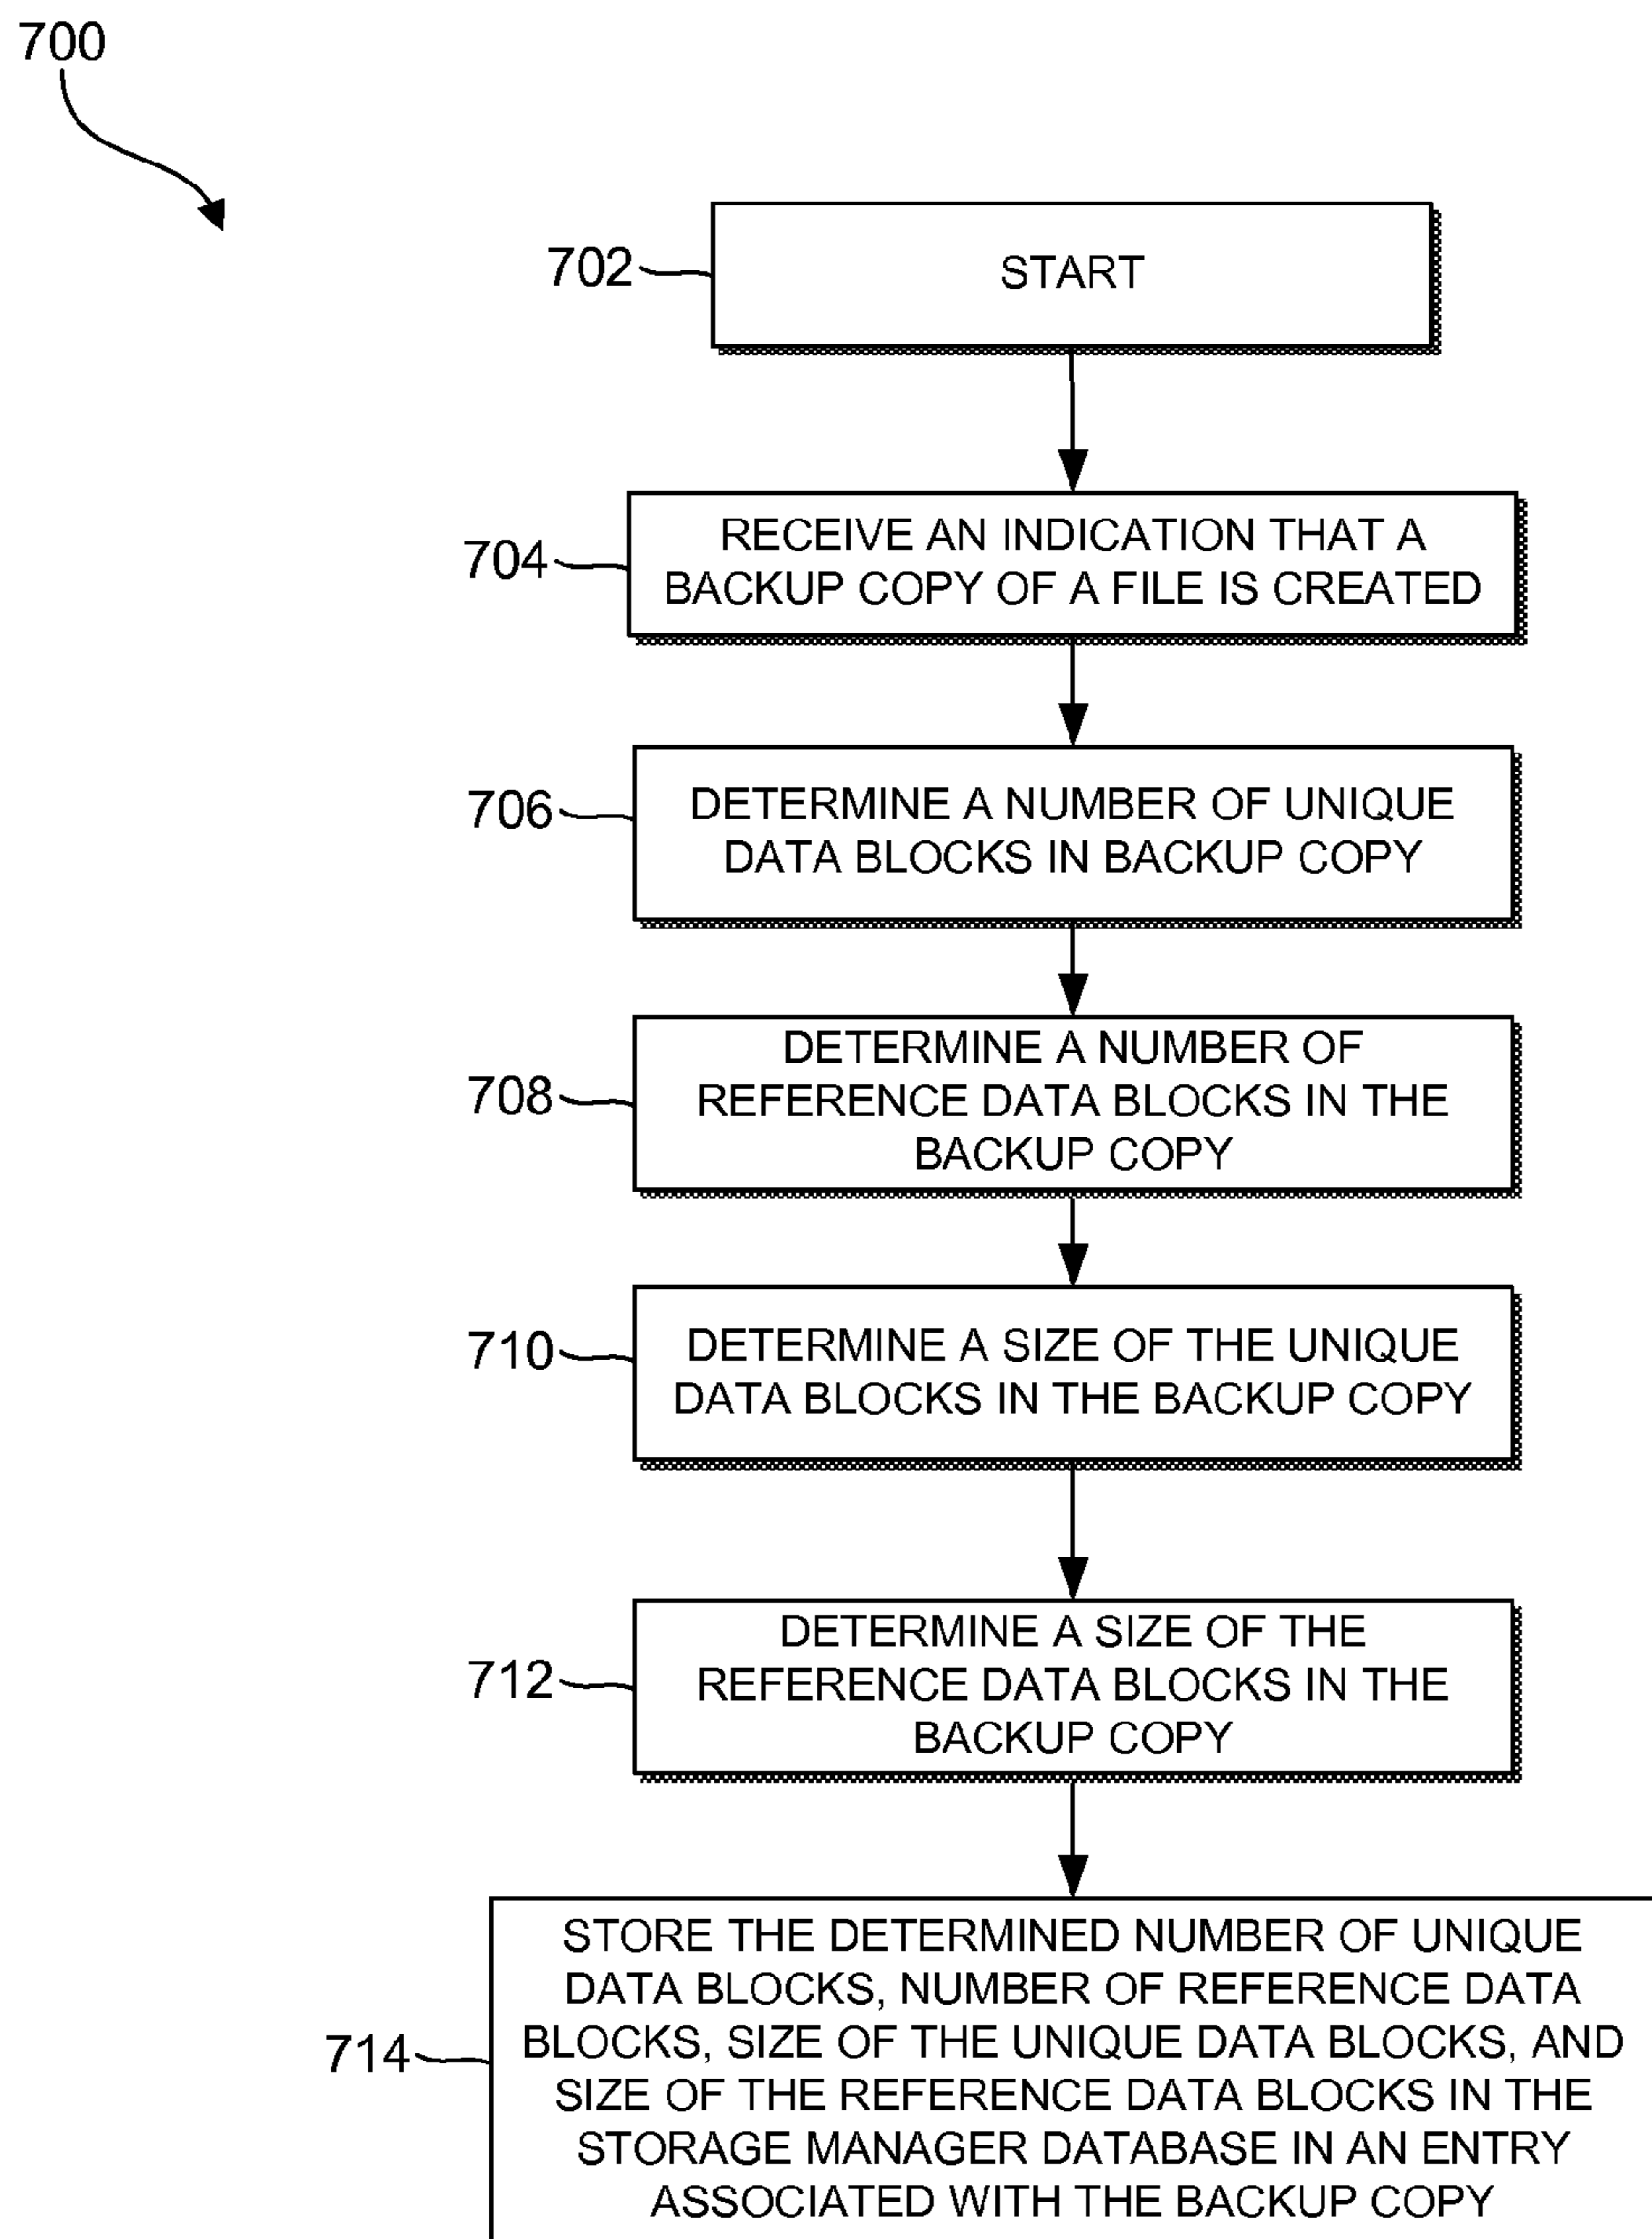 700
702
START
704
RECEIVE AN INDICATION THAT A
BACKUP COPY OF A FILE IS CREATED
706
DETERMINE A NUMBER OF UNIQUE
DATA BLOCKS IN BACKUP COPY
708
DETERMINE A NUMBER OF
REFERENCE DATA BLOCKS IN THE
BACKUP COPY
710
DETERMINE A SIZE OF THE UNIQUE
DATA BLOCKS IN THE BACKUP COPY
712
DETERMINE A SIZE OF THE
REFERENCE DATA BLOCKS IN THE
BACKUP COPY
714
STORE THE DETERMINED NUMBER OF UNIQUE
DATA BLOCKS, NUMBER OF REFERENCE DATA
BLOCKS, SIZE OF THE UNIQUE DATA BLOCKS, AND
SIZE OF THE REFERENCE DATA BLOCKS IN THE
STORAGE MANAGER DATABASE IN AN ENTRY
ASSOCIATED WITH THE BACKUP COPY